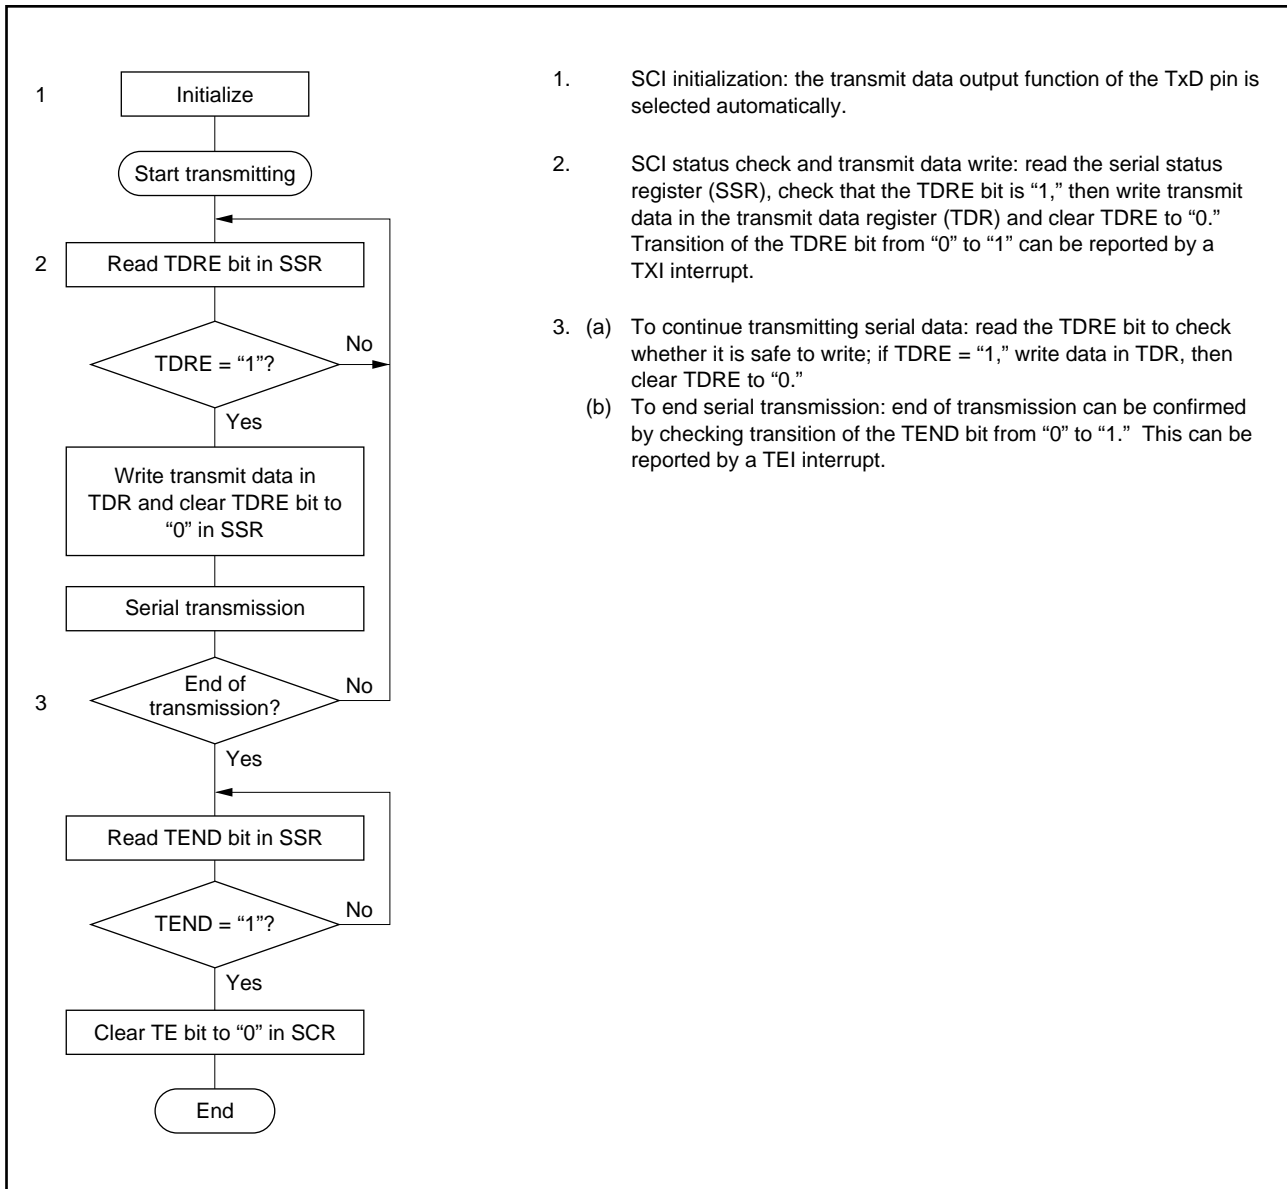 1
Initialize
Start transmitting
2
Read TDRE bit in SSR
TDRE = “1”?
No
Yes
Write transmit data in
TDR and clear TDRE bit to
“0” in SSR
Serial transmission
3
End of
transmission?
No
Yes
Read TEND bit in SSR
TEND = “1”?
No
Yes
Clear TE bit to “0” in SCR
End
1. SCI initialization: the transmit data output function of the TxD pin is
selected automatically.
2. SCI status check and transmit data write: read the serial status
register (SSR), check that the TDRE bit is “1,” then write transmit
data in the transmit data register (TDR) and clear TDRE to “0.”
Transition of the TDRE bit from “0” to “1” can be reported by a
TXI interrupt.
3. (a) To continue transmitting serial data: read the TDRE bit to check
whether it is safe to write; if TDRE = “1,” write data in TDR, then
clear TDRE to “0.”
(b) To end serial transmission: end of transmission can be confirmed
by checking transition of the TEND bit from “0” to “1.” This can be
reported by a TEI interrupt.